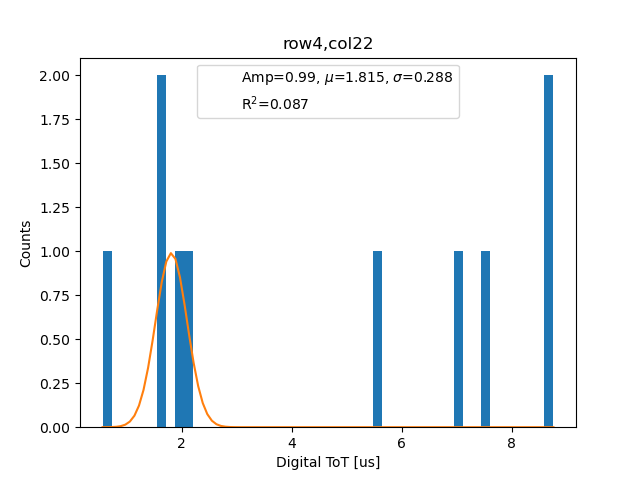 row4,col22
Amp=0.99, μ=1.815, σ=0.288
R²=0.087
2.00
1.75
1.50
1.25
1.00
0.75
0.50
0.25
0.00
Counts
2 4 6 8
Digital ToT [us]